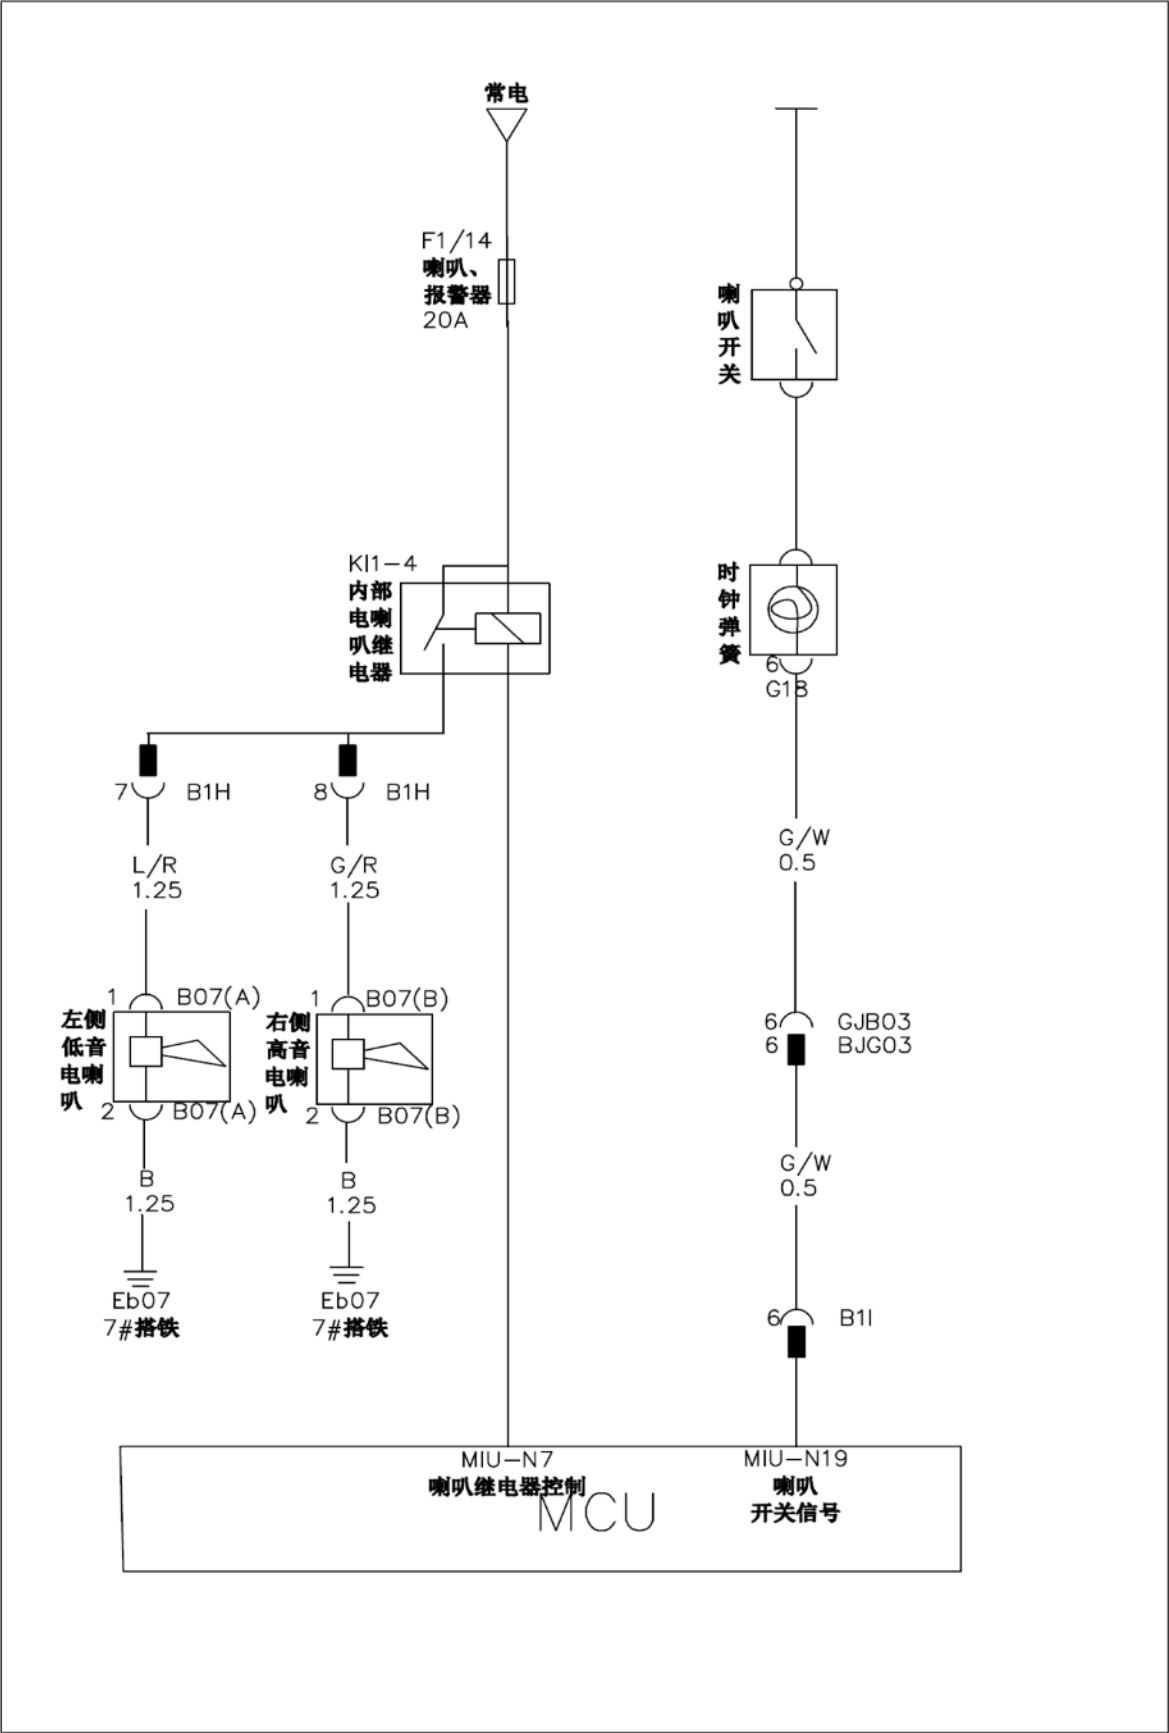 常电
F1/14
喇叭、
报警器
20A
喇
叭
开
关
KI1-4
内部
电喇
叭继
电器
时
钟
弹
簧
6
G18
7 B1H
8 B1H
G/W
0.5
L/R
1.25
G/R
1.25
1 B07(A)
左侧
低音
电喇
叭
2 B07(A)
1 B07(B)
右侧
高音
电喇
叭
2 B07(B)
6 GJB03
6 BJG03
B
1.25
B
1.25
G/W
0.5
Eb07
7#搭铁
Eb07
7#搭铁
6 B1I
MIU-N7
喇叭继电器控制
MIU-N19
喇叭
开关信号
MCU